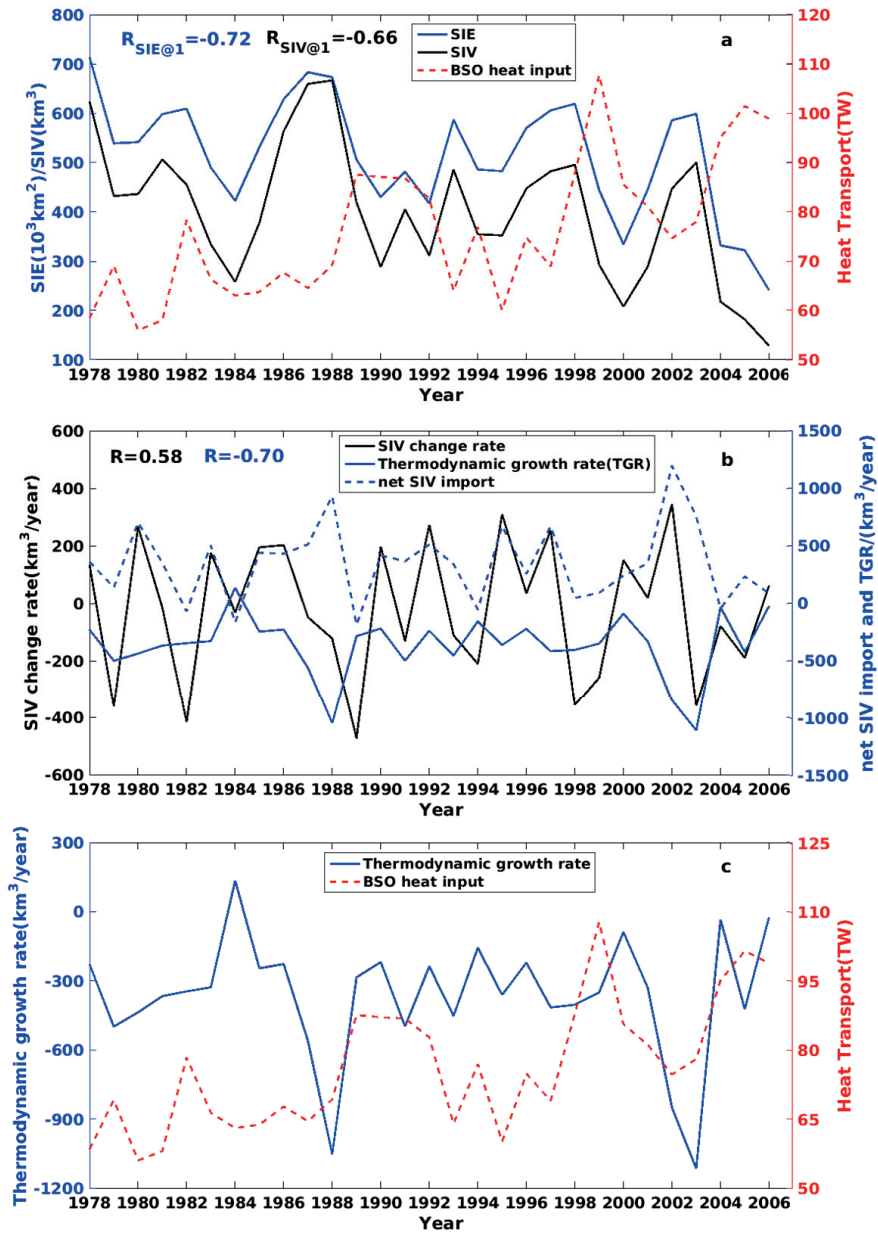 R_SIE@1=-0.72 R_SIV@1=-0.66
a
SIE
SIV
BSO heat input
800
700
600
500
400
300
200
100
SIE(10³km²)/SIV(km³)
120
110
100
90
80
70
60
50
Heat Transport(TW)
1978 1980 1982 1984 1986 1988 1990 1992 1994 1996 1998 2000 2002 2004 2006
Year
R=0.58 R=-0.70
b
SIV change rate
Thermodynamic growth rate(TGR)
net SIV import
600
400
200
0
-200
-400
-600
SIV change rate(km³/year)
1500
1000
500
0
-500
-1000
-1500
net SIV import and TGR/(km³/year)
1978 1980 1982 1984 1986 1988 1990 1992 1994 1996 1998 2000 2002 2004 2006
Year
c
Thermodynamic growth rate
BSO heat input
300
0
-300
-600
-900
-1200
Thermodynamic growth rate(km³/year)
125
110
95
80
65
50
Heat Transport(TW)
1978 1980 1982 1984 1986 1988 1990 1992 1994 1996 1998 2000 2002 2004 2006
Year